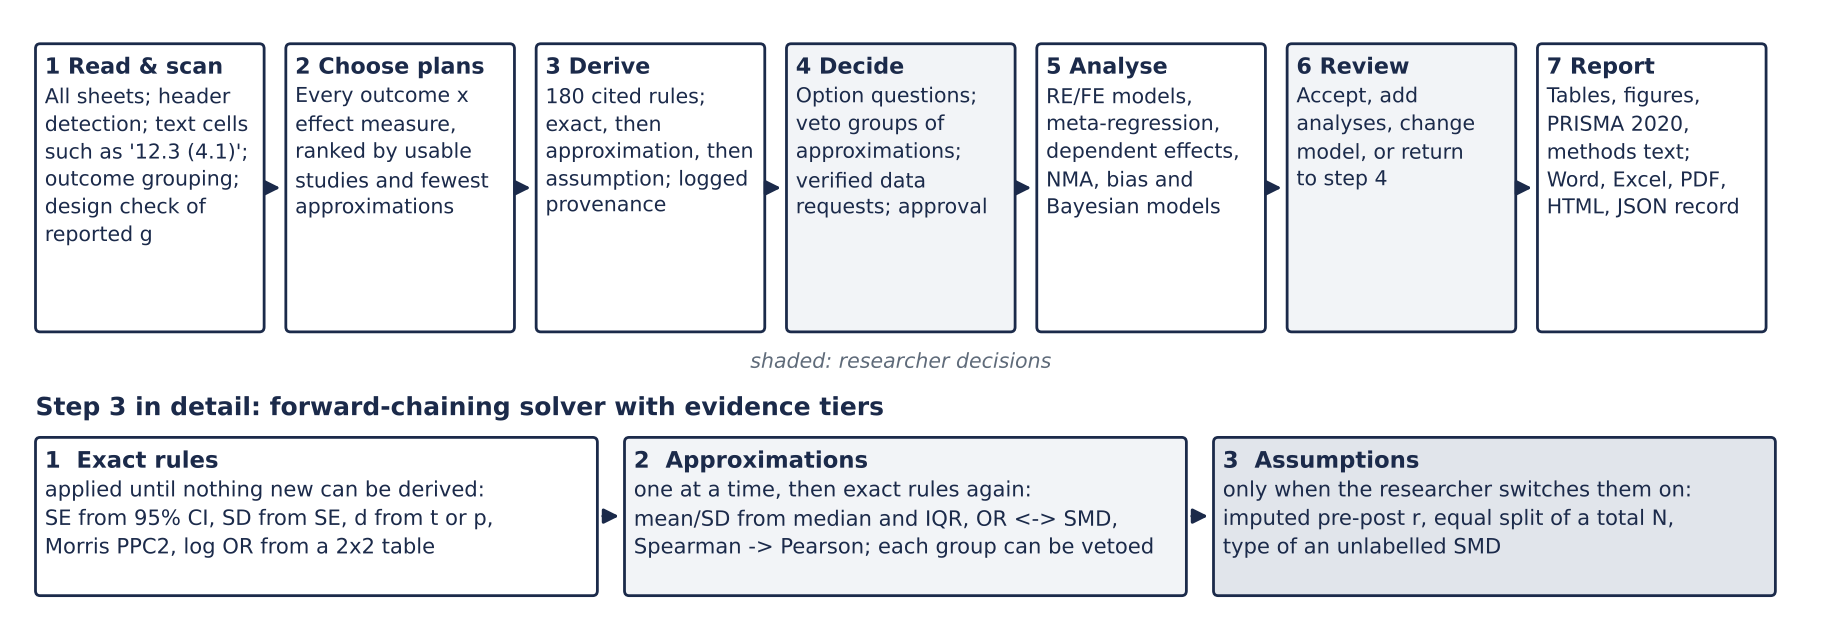 1 Read & scan
All sheets; header
detection; text cells
such as '12.3 (4.1)';
outcome grouping;
design check of
reported g
2 Choose plans
Every outcome x
effect measure,
ranked by usable
studies and fewest
approximations
3 Derive
180 cited rules;
exact, then
approximation, then
assumption; logged
provenance
4 Decide
Option questions;
veto groups of
approximations;
verified data
requests; approval
5 Analyse
RE/FE models,
meta-regression,
dependent effects,
NMA, bias and
Bayesian models
6 Review
Accept, add
analyses, change
model, or return
to step 4
7 Report
Tables, figures,
PRISMA 2020,
methods text;
Word, Excel, PDF,
HTML, JSON record
shaded: researcher decisions
Step 3 in detail: forward-chaining solver with evidence tiers
1 Exact rules
applied until nothing new can be derived:
SE from 95% CI, SD from SE, d from t or p,
Morris PPC2, log OR from a 2x2 table
2 Approximations
one at a time, then exact rules again:
mean/SD from median and IQR, OR <-> SMD,
Spearman -> Pearson; each group can be vetoed
3 Assumptions
only when the researcher switches them on:
imputed pre-post r, equal split of a total N,
type of an unlabelled SMD